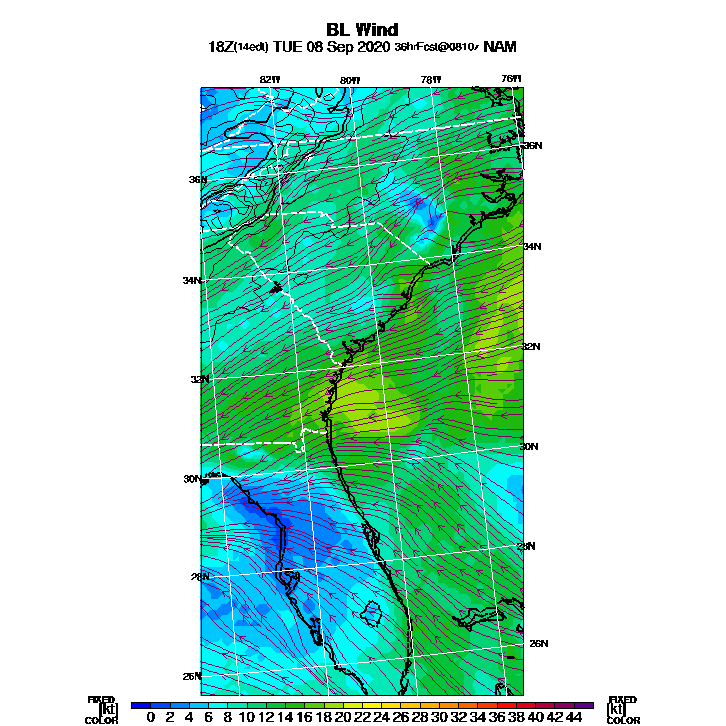 BL Wind
18Z(14edt) TUE 08 Sep 2020 36hrFcst@0810z NAM
82W 80W 78W 76W
36N
36N
34N
34N
32N
32N
30N
30N
28N
28N
26N
26N
FIXED FIXED
[kt] 0 2 4 6 8 10 12 14 16 18 20 22 24 26 28 30 32 34 36 38 40 42 44 [kt]
COLOR COLOR